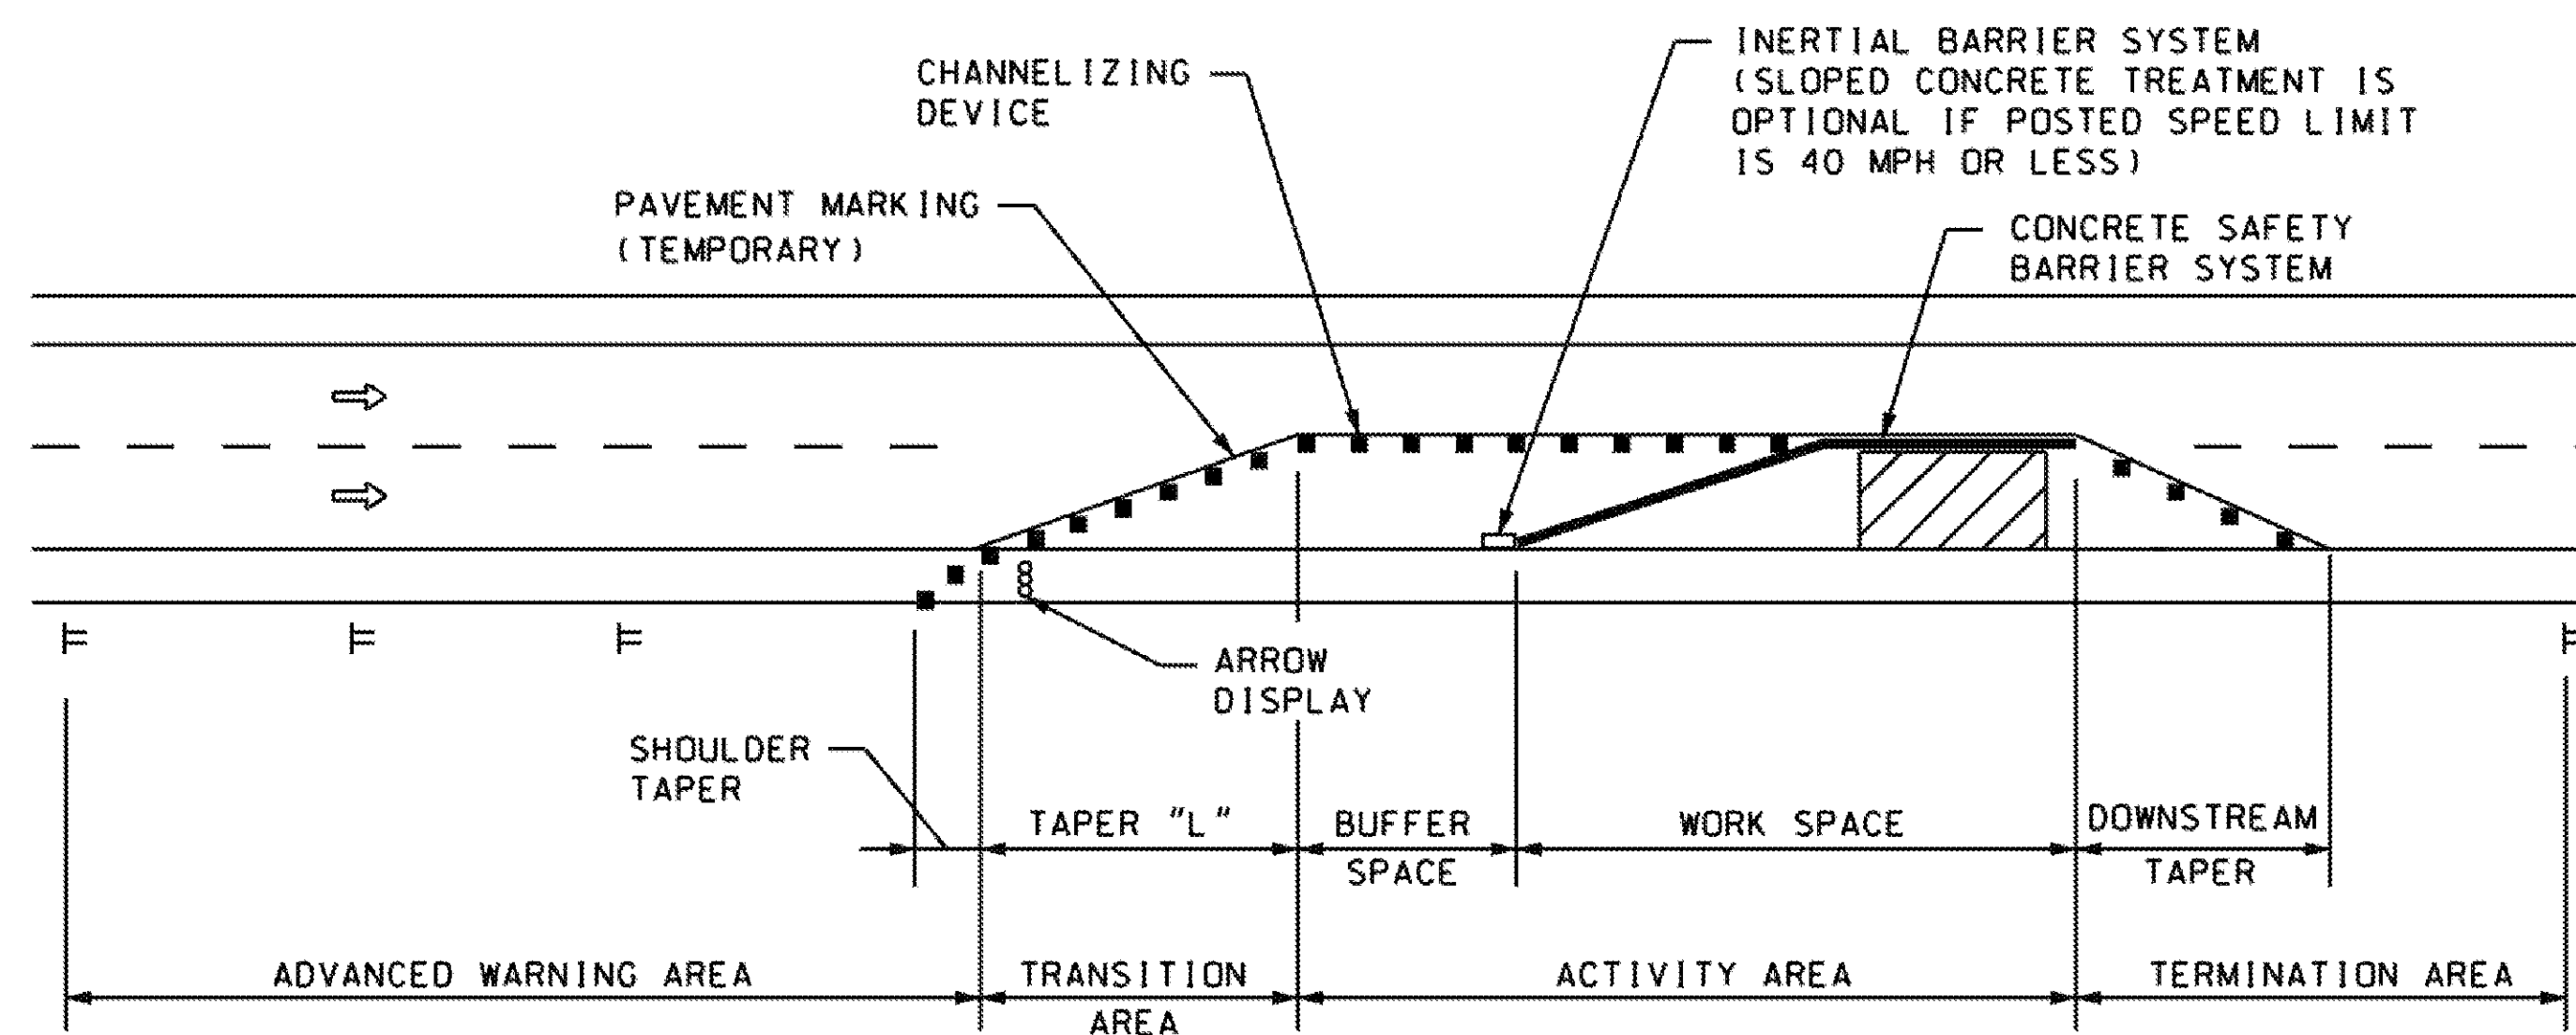 INERTIAL BARRIER SYSTEM
(SLOPED CONCRETE TREATMENT IS
OPTIONAL IF POSTED SPEED LIMIT
IS 40 MPH OR LESS)
CHANNELIZING
DEVICE
PAVEMENT MARKING
(TEMPORARY)
CONCRETE SAFETY
BARRIER SYSTEM
ARROW
DISPLAY
SHOULDER
TAPER
TAPER "L"
BUFFER
SPACE
WORK SPACE
DOWNSTREAM
TAPER
ADVANCED WARNING AREA
TRANSITION
AREA
ACTIVITY AREA
TERMINATION AREA